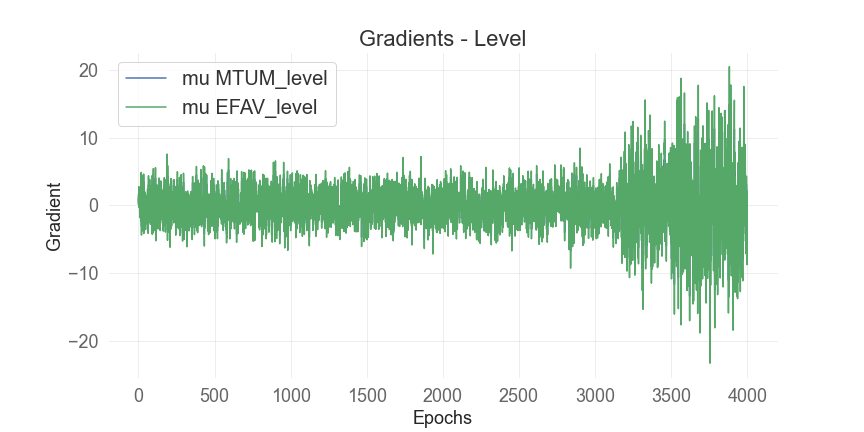 Gradients - Level
mu MTUM_level
mu EFAV_level
Gradient
20
10
0
−10
−20
0 500 1000 1500 2000 2500 3000 3500 4000
Epochs